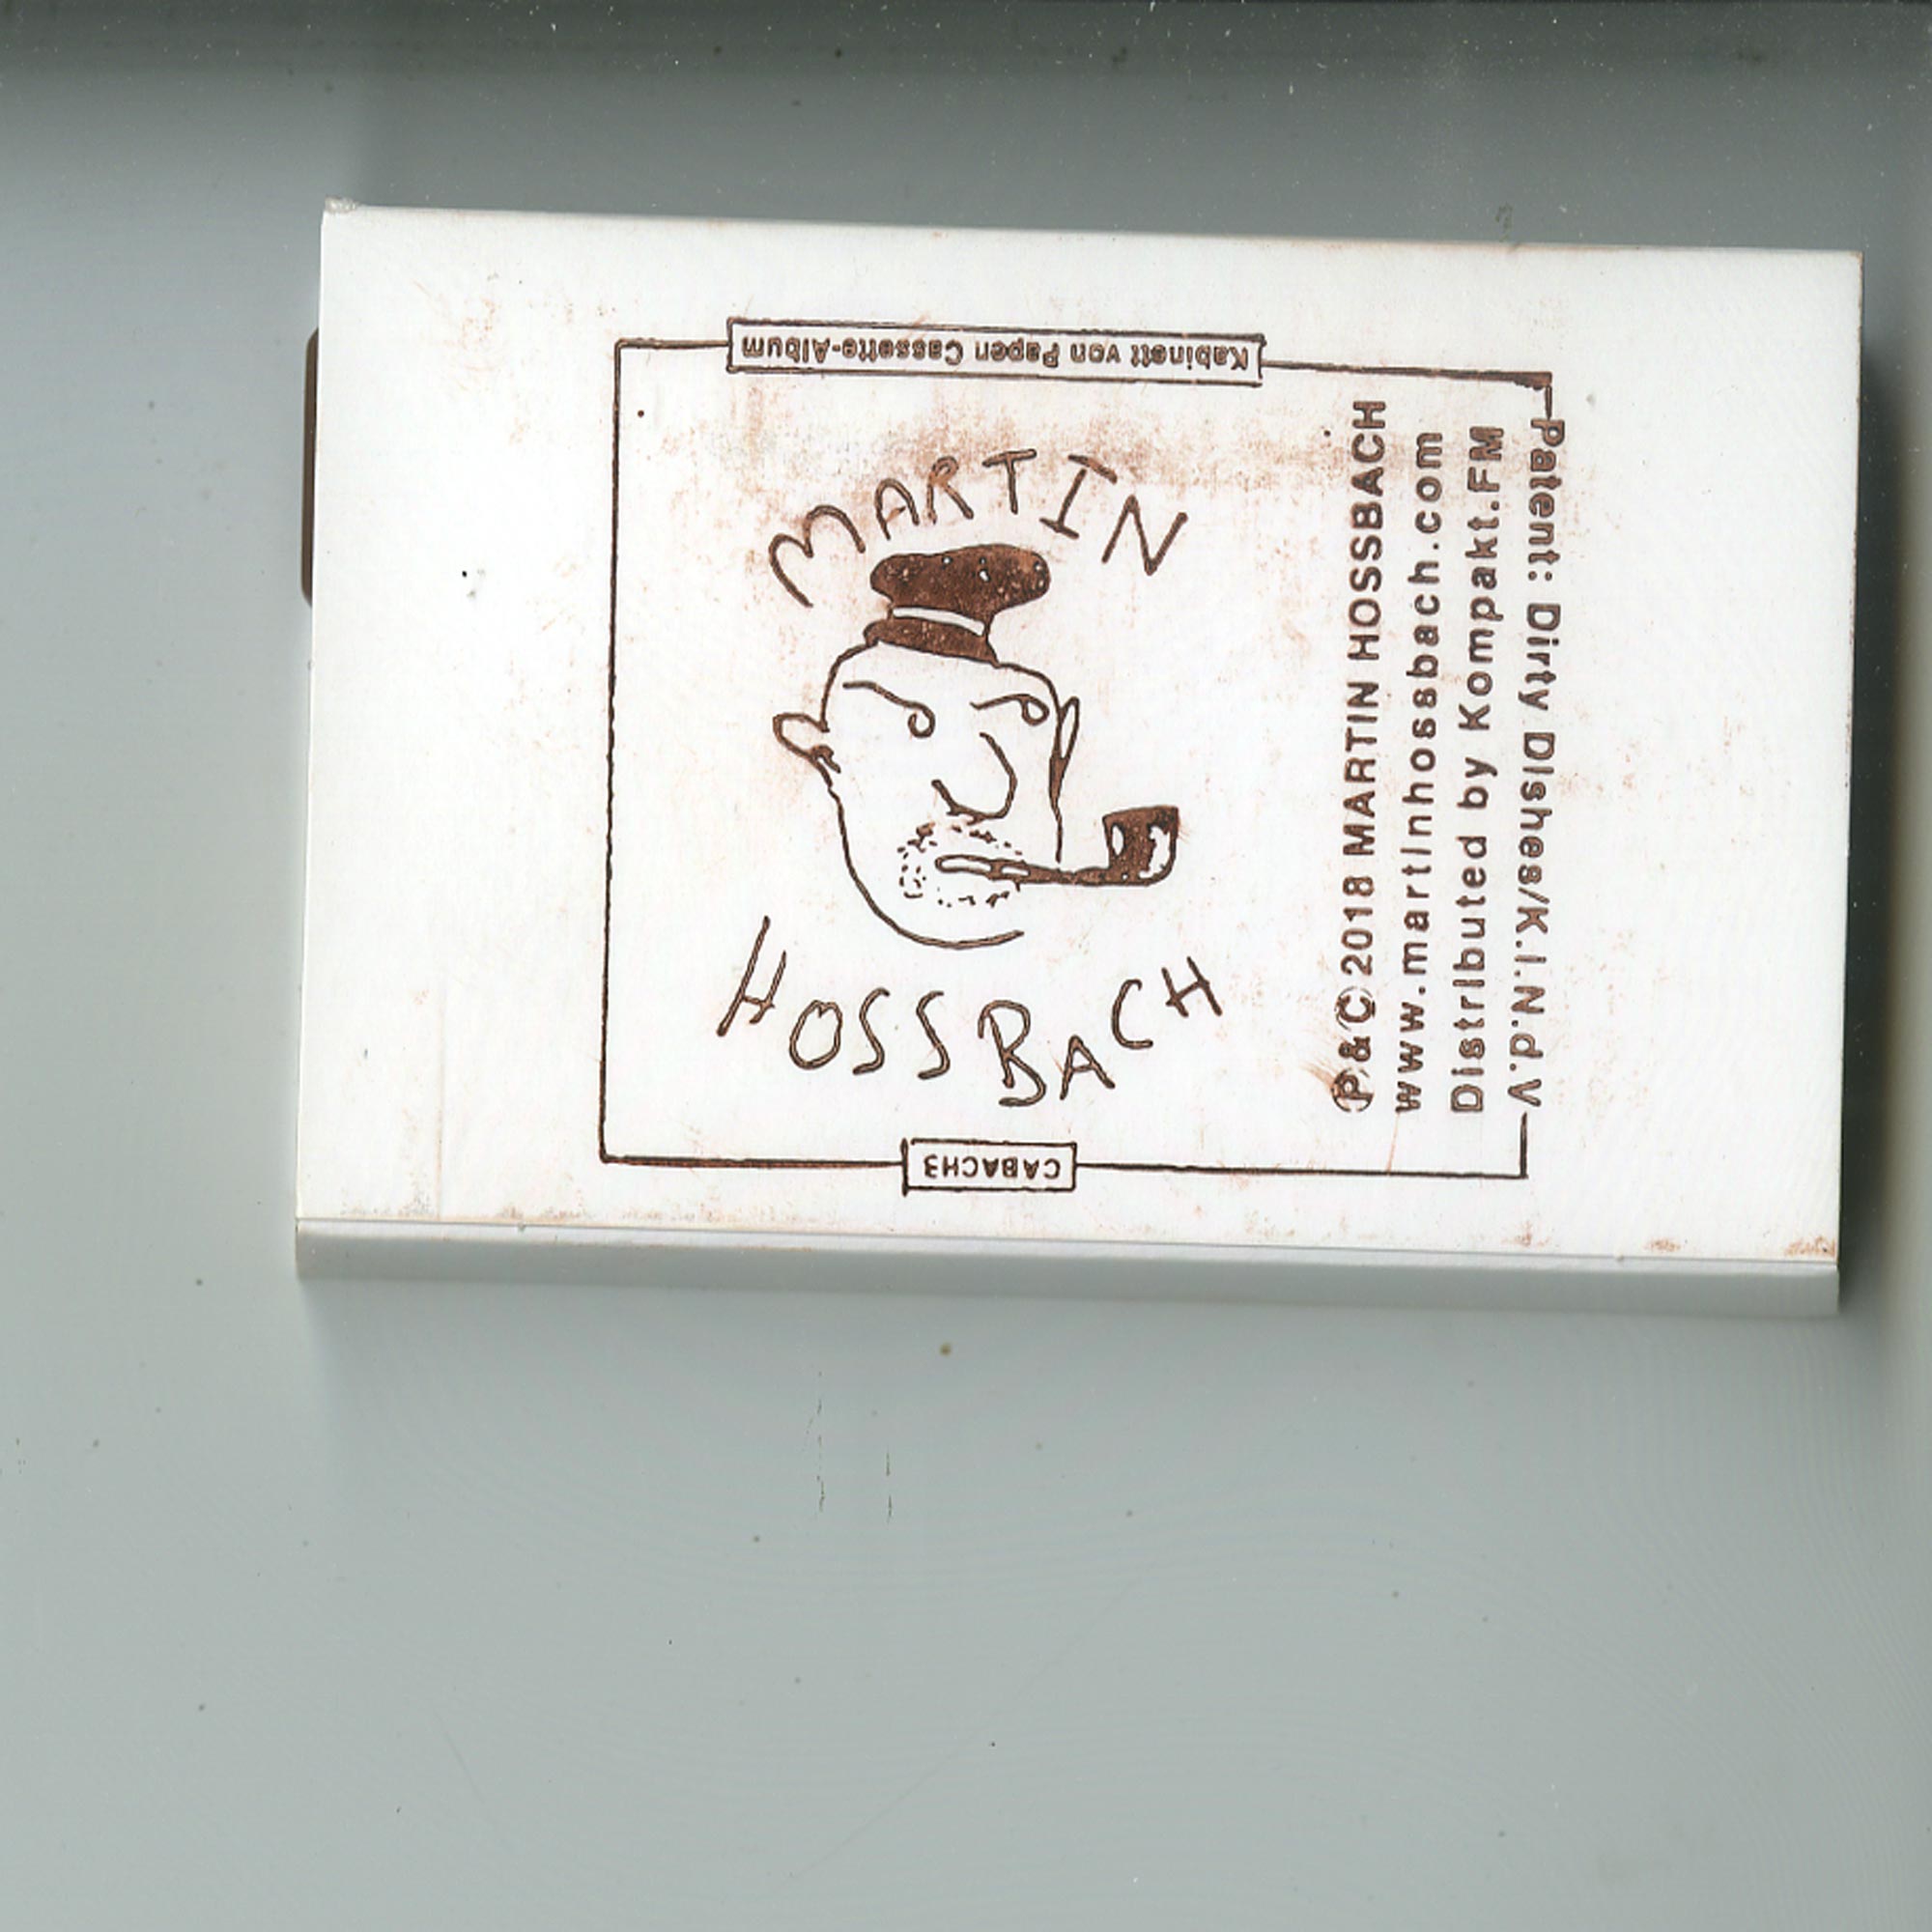 Kabinett von Papen Cassette-Album
MARTIN
HOSSBACH
Ⓟ&© 2018 MARTIN HOSSBACH
www.martinhossbach.com
Distributed by Kompakt.FM
Patent: Dirty Dishes/K.I.N.d.V
CABACH3